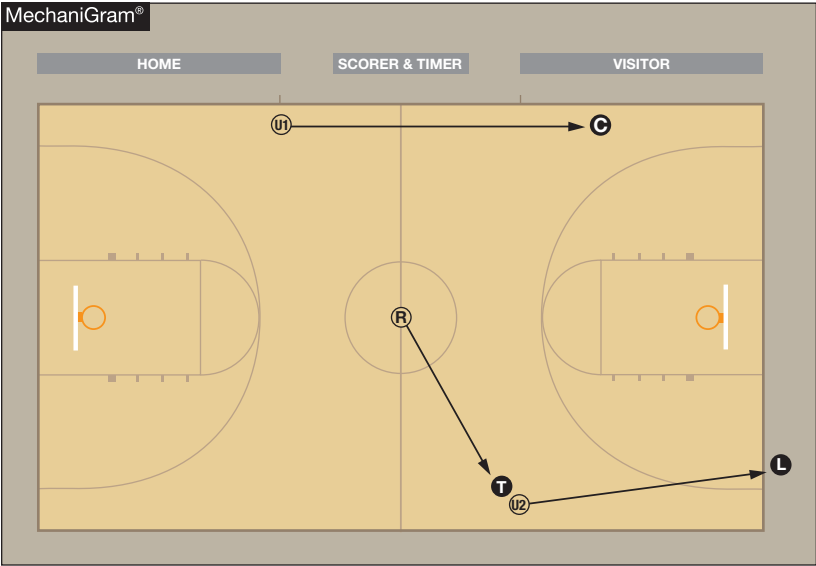 MechaniGram®
HOME
SCORER & TIMER
VISITOR
U1
C
R
L
T
U2